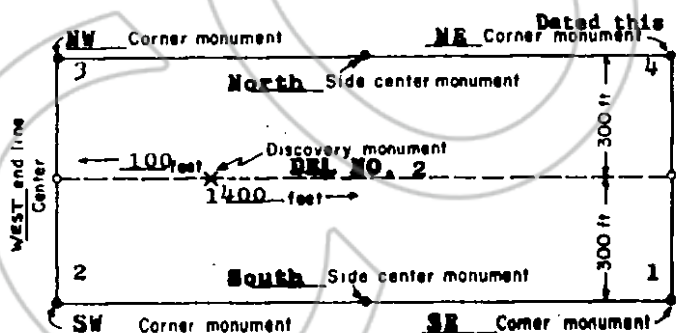 Dated this
NW Corner monument NE Corner monument
3 4
North Side center monument
300 ft
Discovery monument
100 feet DEL NO. 2
1400 feet
WEST end line
Center
300 ft
2 1
South Side center monument
SW Corner monument SE Corner monument